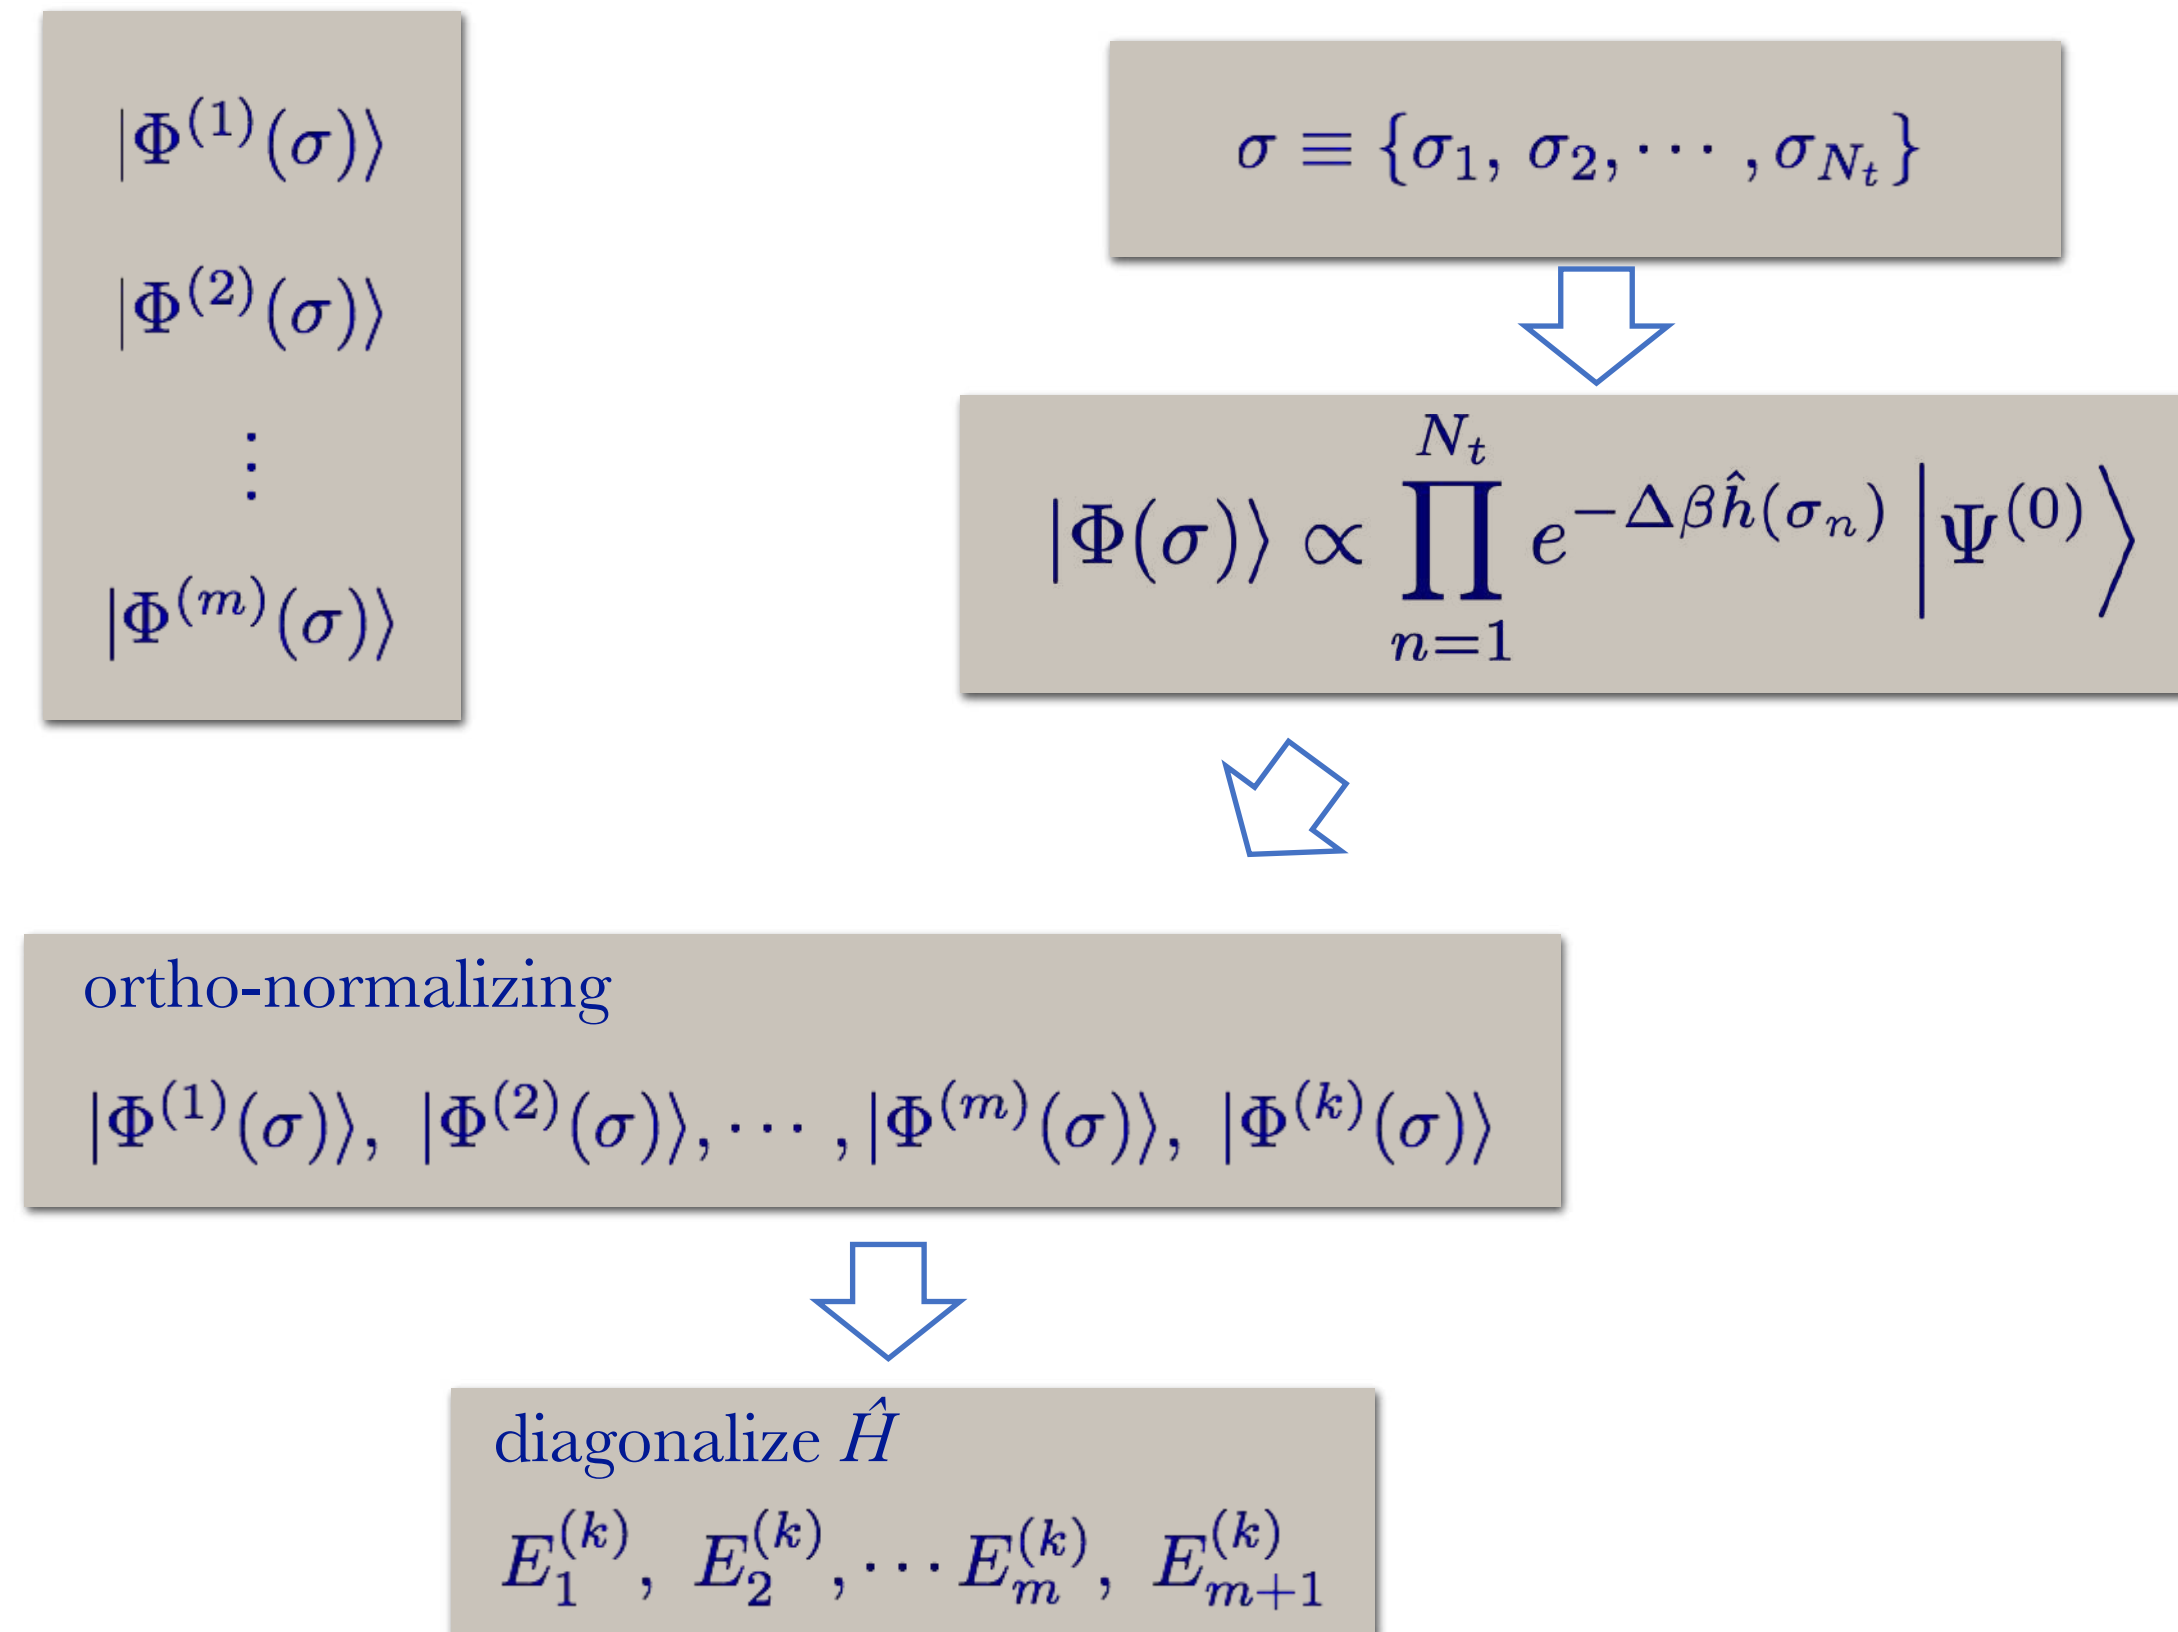 |Φ^{(1)}(σ)⟩
|Φ^{(2)}(σ)⟩
⋮
|Φ^{(m)}(σ)⟩
σ ≡ {σ_1, σ_2, ⋯ , σ_{N_t}}
|Φ(σ)⟩ ∝ ∏_{n=1}^{N_t} e^{−Δβĥ(σ_n)} |Ψ^{(0)}⟩
ortho-normalizing
|Φ^{(1)}(σ)⟩, |Φ^{(2)}(σ)⟩, ⋯ , |Φ^{(m)}(σ)⟩, |Φ^{(k)}(σ)⟩
diagonalize Ĥ
E_1^{(k)}, E_2^{(k)}, ⋯ E_m^{(k)}, E_{m+1}^{(k)}